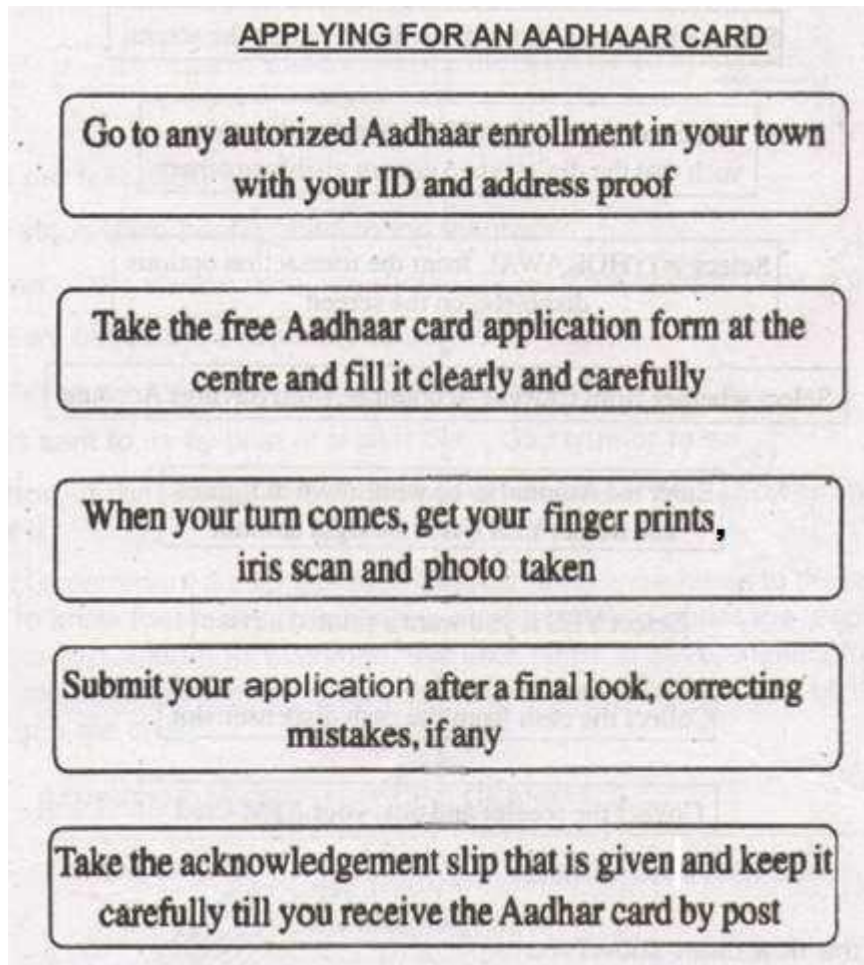 APPLYING FOR AN AADHAAR CARD
Go to any autorized Aadhaar enrollment in your town
with your ID and address proof
Take the free Aadhaar card application form at the
centre and fill it clearly and carefully
When your turn comes, get your finger prints,
iris scan and photo taken
Submit your application after a final look, correcting
mistakes, if any
Take the acknowledgement slip that is given and keep it
carefully till you receive the Aadhar card by post